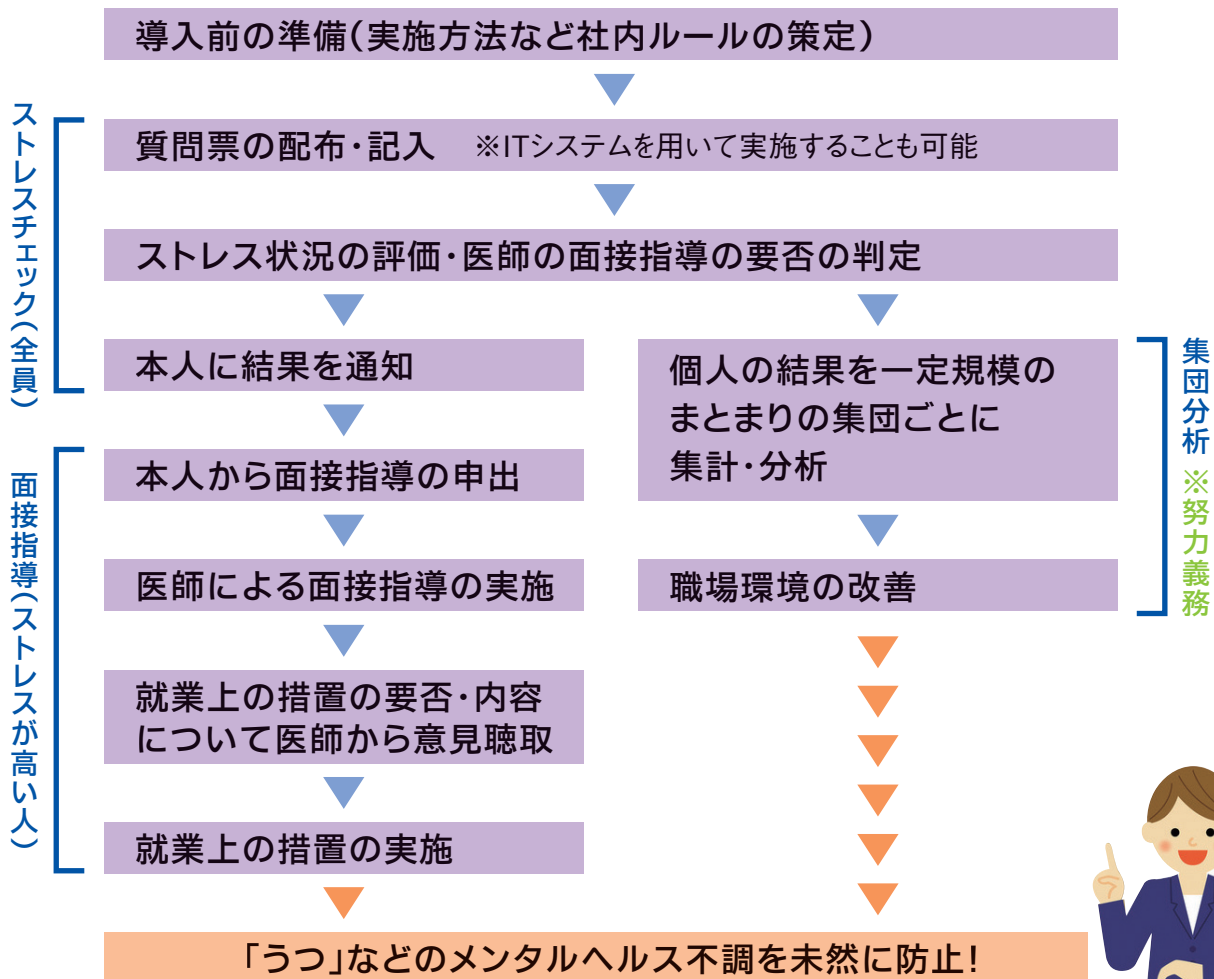 導入前の準備(実施方法など社内ルールの策定)
ストレスチェック(全員)
質問票の配布・記入 ※ITシステムを用いて実施することも可能
ストレス状況の評価・医師の面接指導の要否の判定
本人に結果を通知
面接指導(ストレスが高い人)
本人から面接指導の申出
医師による面接指導の実施
就業上の措置の要否・内容
について医師から意見聴取
就業上の措置の実施
個人の結果を一定規模の
まとまりの集団ごとに
集計・分析
職場環境の改善
集団分析 ※努力義務
「うつ」などのメンタルヘルス不調を未然に防止!